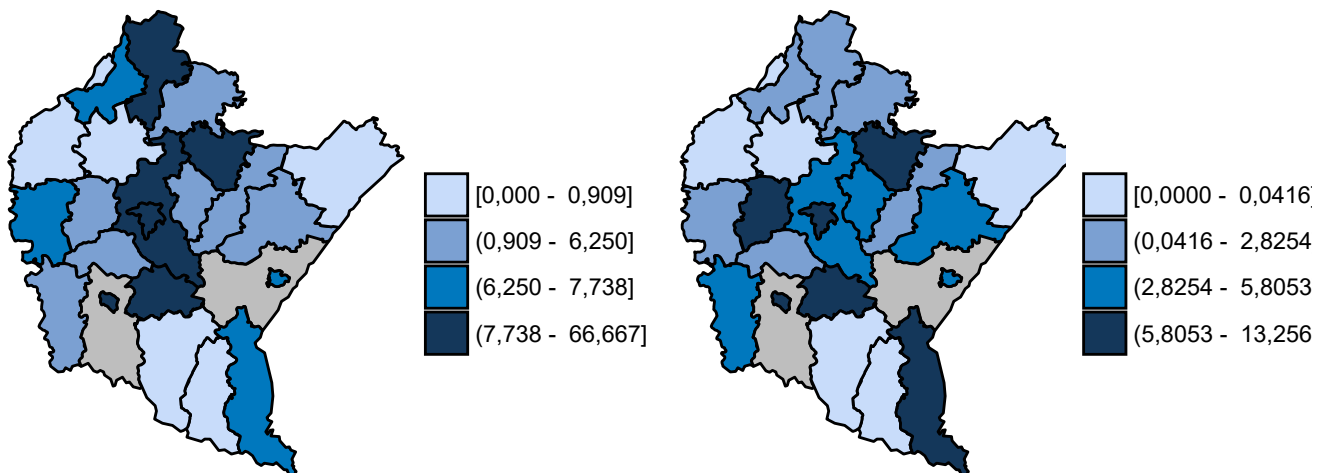 [0,000 - 0,909]
(0,909 - 6,250]
(6,250 - 7,738]
(7,738 - 66,667]
[0,0000 - 0,0416]
(0,0416 - 2,8254
(2,8254 - 5,8053
(5,8053 - 13,256